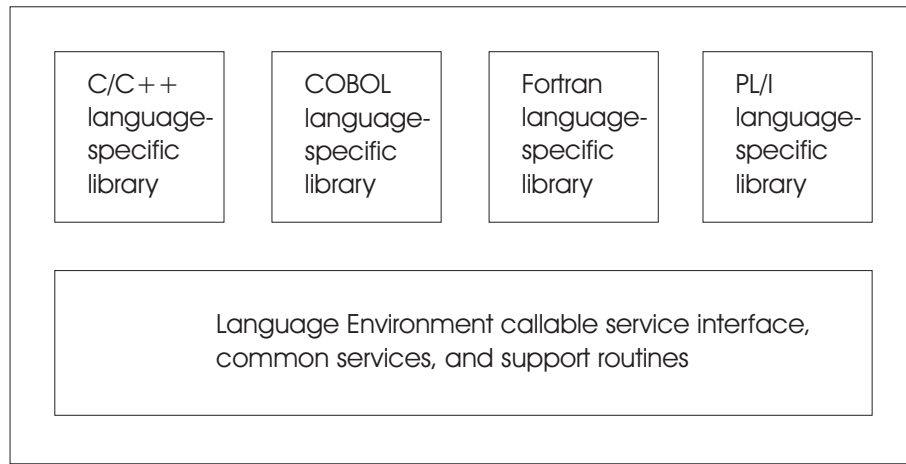 C/C++
language-
specific
library
COBOL
language-
specific
library
Fortran
language-
specific
library
PL/I
language-
specific
library
Language Environment callable service interface,
common services, and support routines